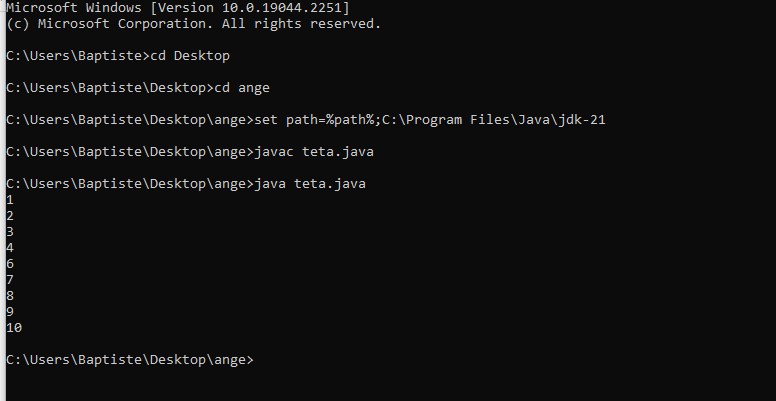 Microsoft Windows [Version 10.0.19044.2251]
(c) Microsoft Corporation. All rights reserved.
C:\Users\Baptiste>cd Desktop
C:\Users\Baptiste\Desktop>cd ange
C:\Users\Baptiste\Desktop\ange>set path=%path%;C:\Program Files\Java\jdk-21
C:\Users\Baptiste\Desktop\ange>javac teta.java
C:\Users\Baptiste\Desktop\ange>java teta.java
1
2
3
4
6
7
8
9
10
C:\Users\Baptiste\Desktop\ange>